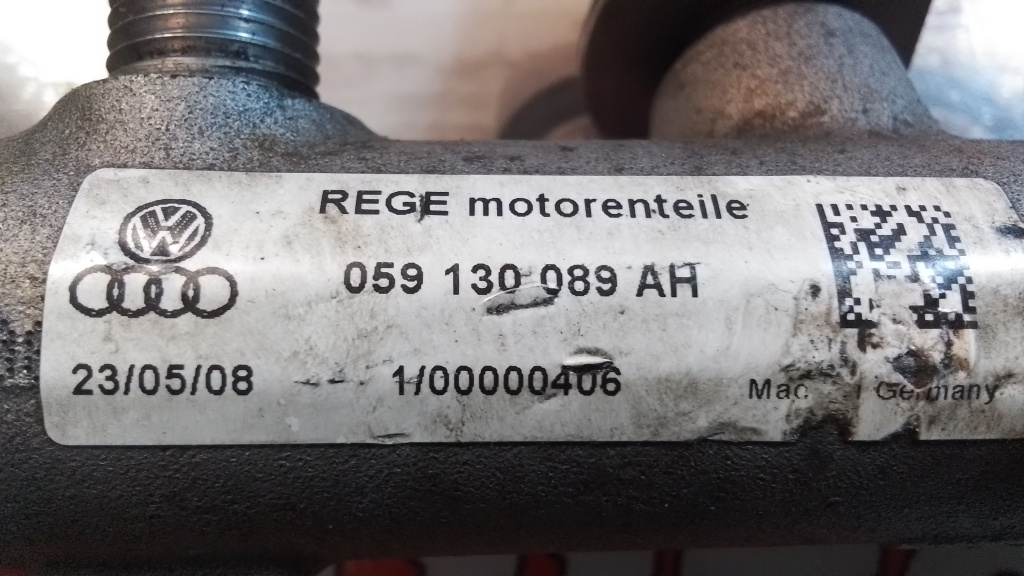 REGE motorenteile
059 130 089 AH
23/05/08 1/00000406
Germany